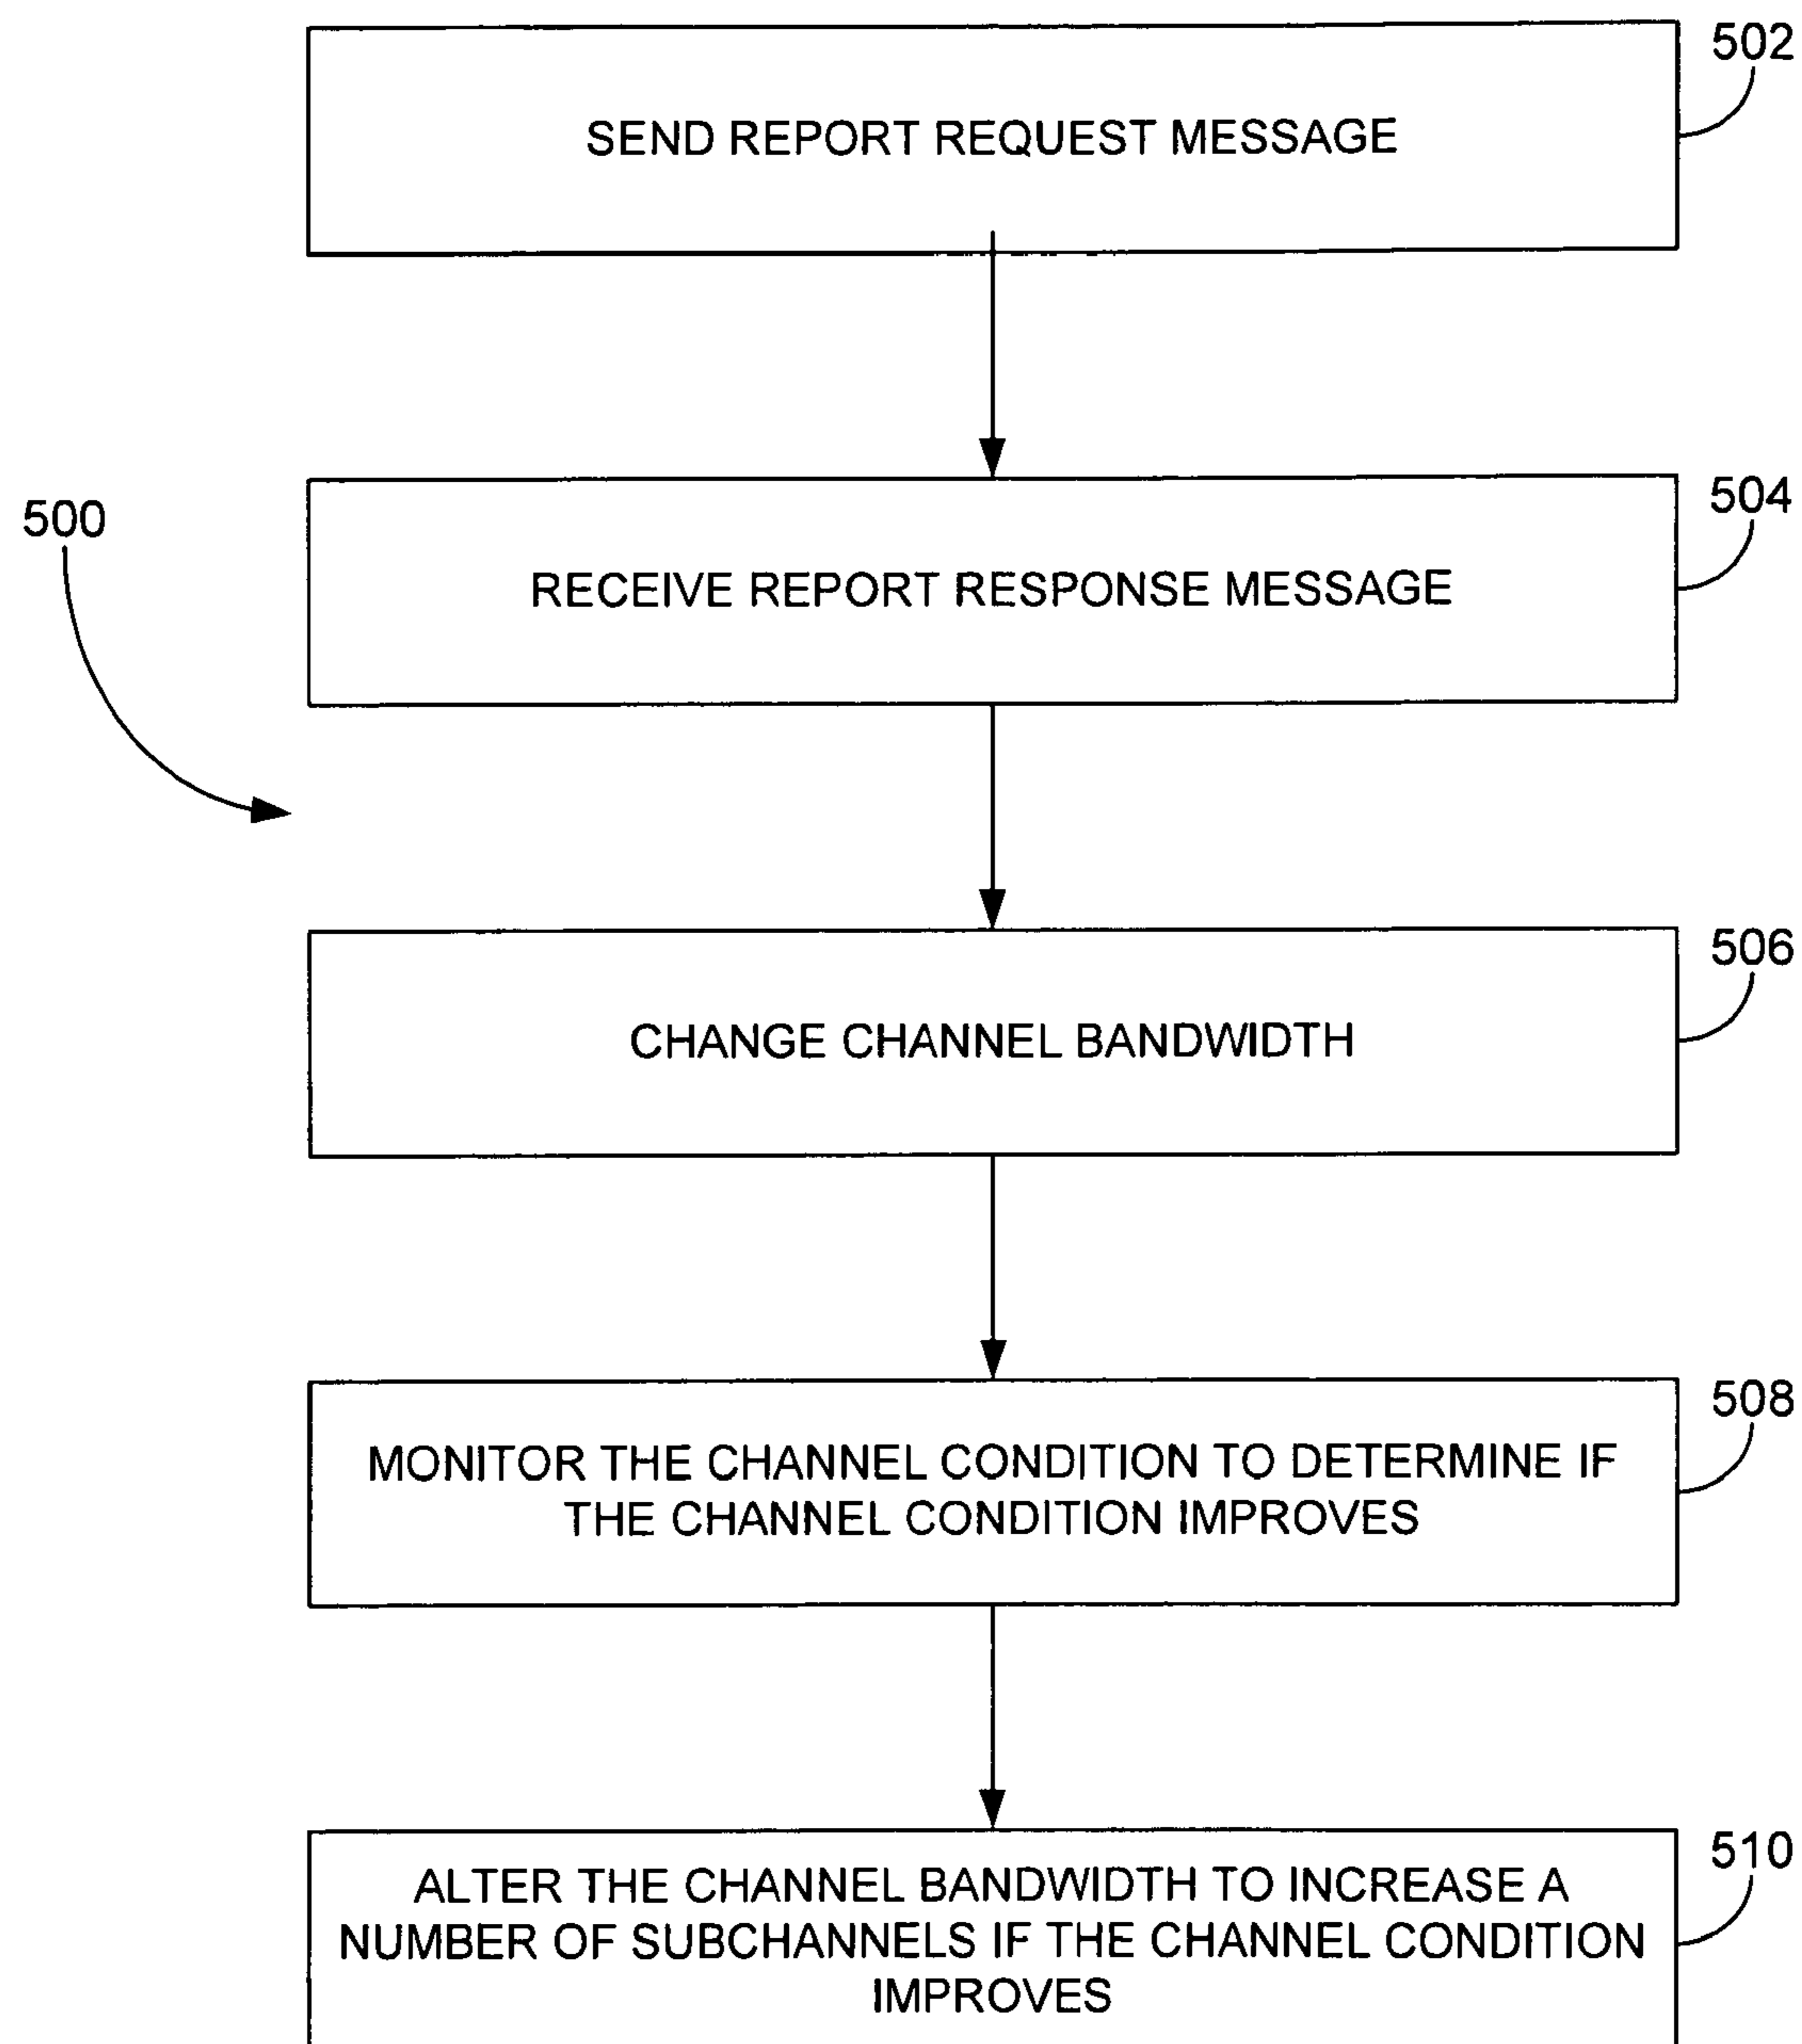 502
SEND REPORT REQUEST MESSAGE
504
500
RECEIVE REPORT RESPONSE MESSAGE
506
CHANGE CHANNEL BANDWIDTH
508
MONITOR THE CHANNEL CONDITION TO DETERMINE IF
THE CHANNEL CONDITION IMPROVES
510
ALTER THE CHANNEL BANDWIDTH TO INCREASE A
NUMBER OF SUBCHANNELS IF THE CHANNEL CONDITION
IMPROVES